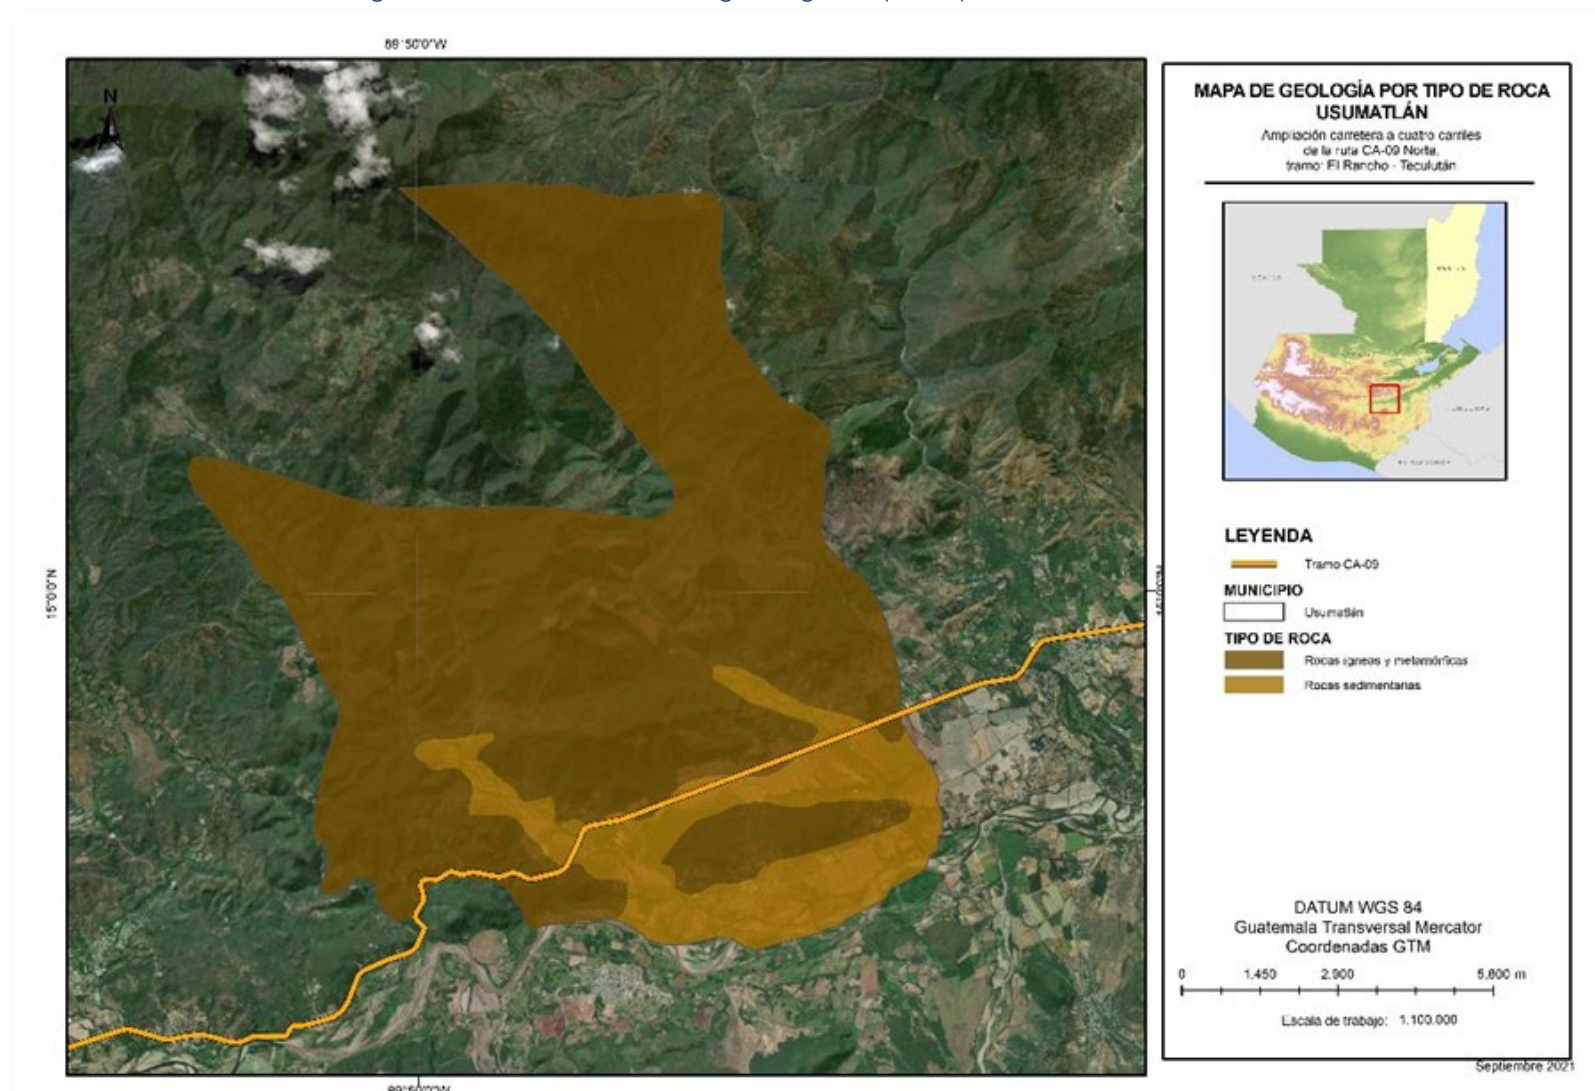 89°50'0"W
N
15°0'0"N
MAPA DE GEOLOGÍA POR TIPO DE ROCA
USUMATLÁN
Ampliación carretera a cuatro carriles
de la ruta CA-09 Norte,
tramo: El Rancho - Teculután
LEYENDA
Tramo CA-09
MUNICIPIO
Usumatlán
TIPO DE ROCA
Rocas ígneas y metamórficas
Rocas sedimentarias
DATUM WGS 84
Guatemala Transversal Mercator
Coordenadas GTM
0 1,450 2,900 5,800 m
Escala de trabajo: 1:100,000
Septiembre 2021